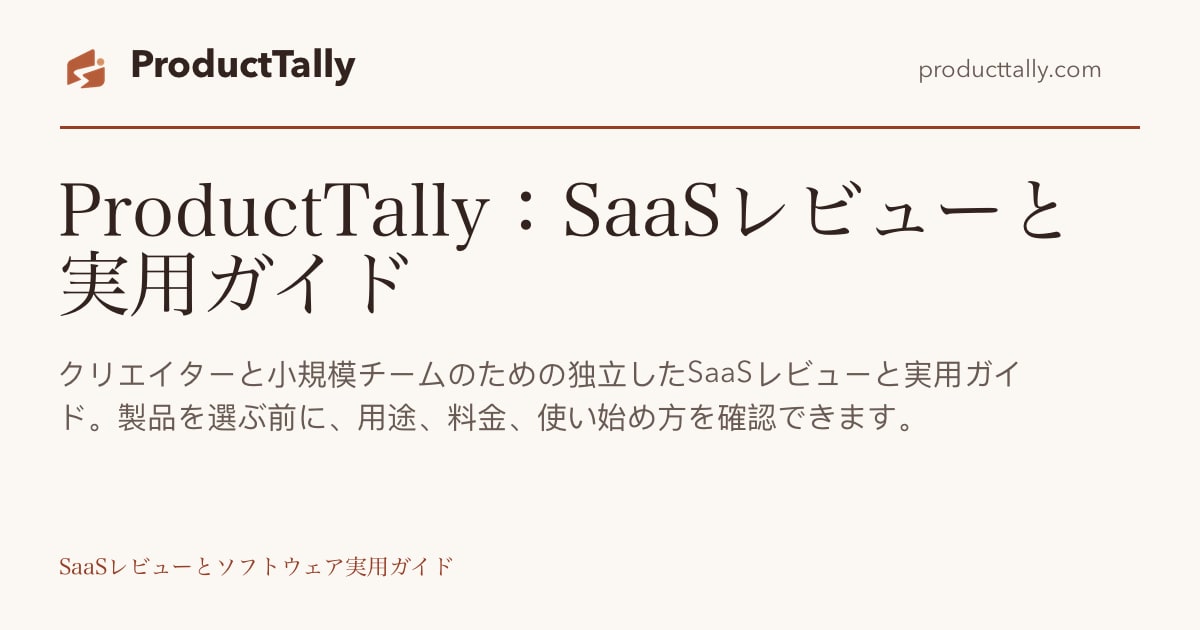 ProductTally
producttally.com
ProductTally：SaaSレビューと
実用ガイド
クリエイターと小規模チームのための独立したSaaSレビューと実用ガイ
ド。製品を選ぶ前に、用途、料金、使い始め方を確認できます。
SaaSレビューとソフトウェア実用ガイド